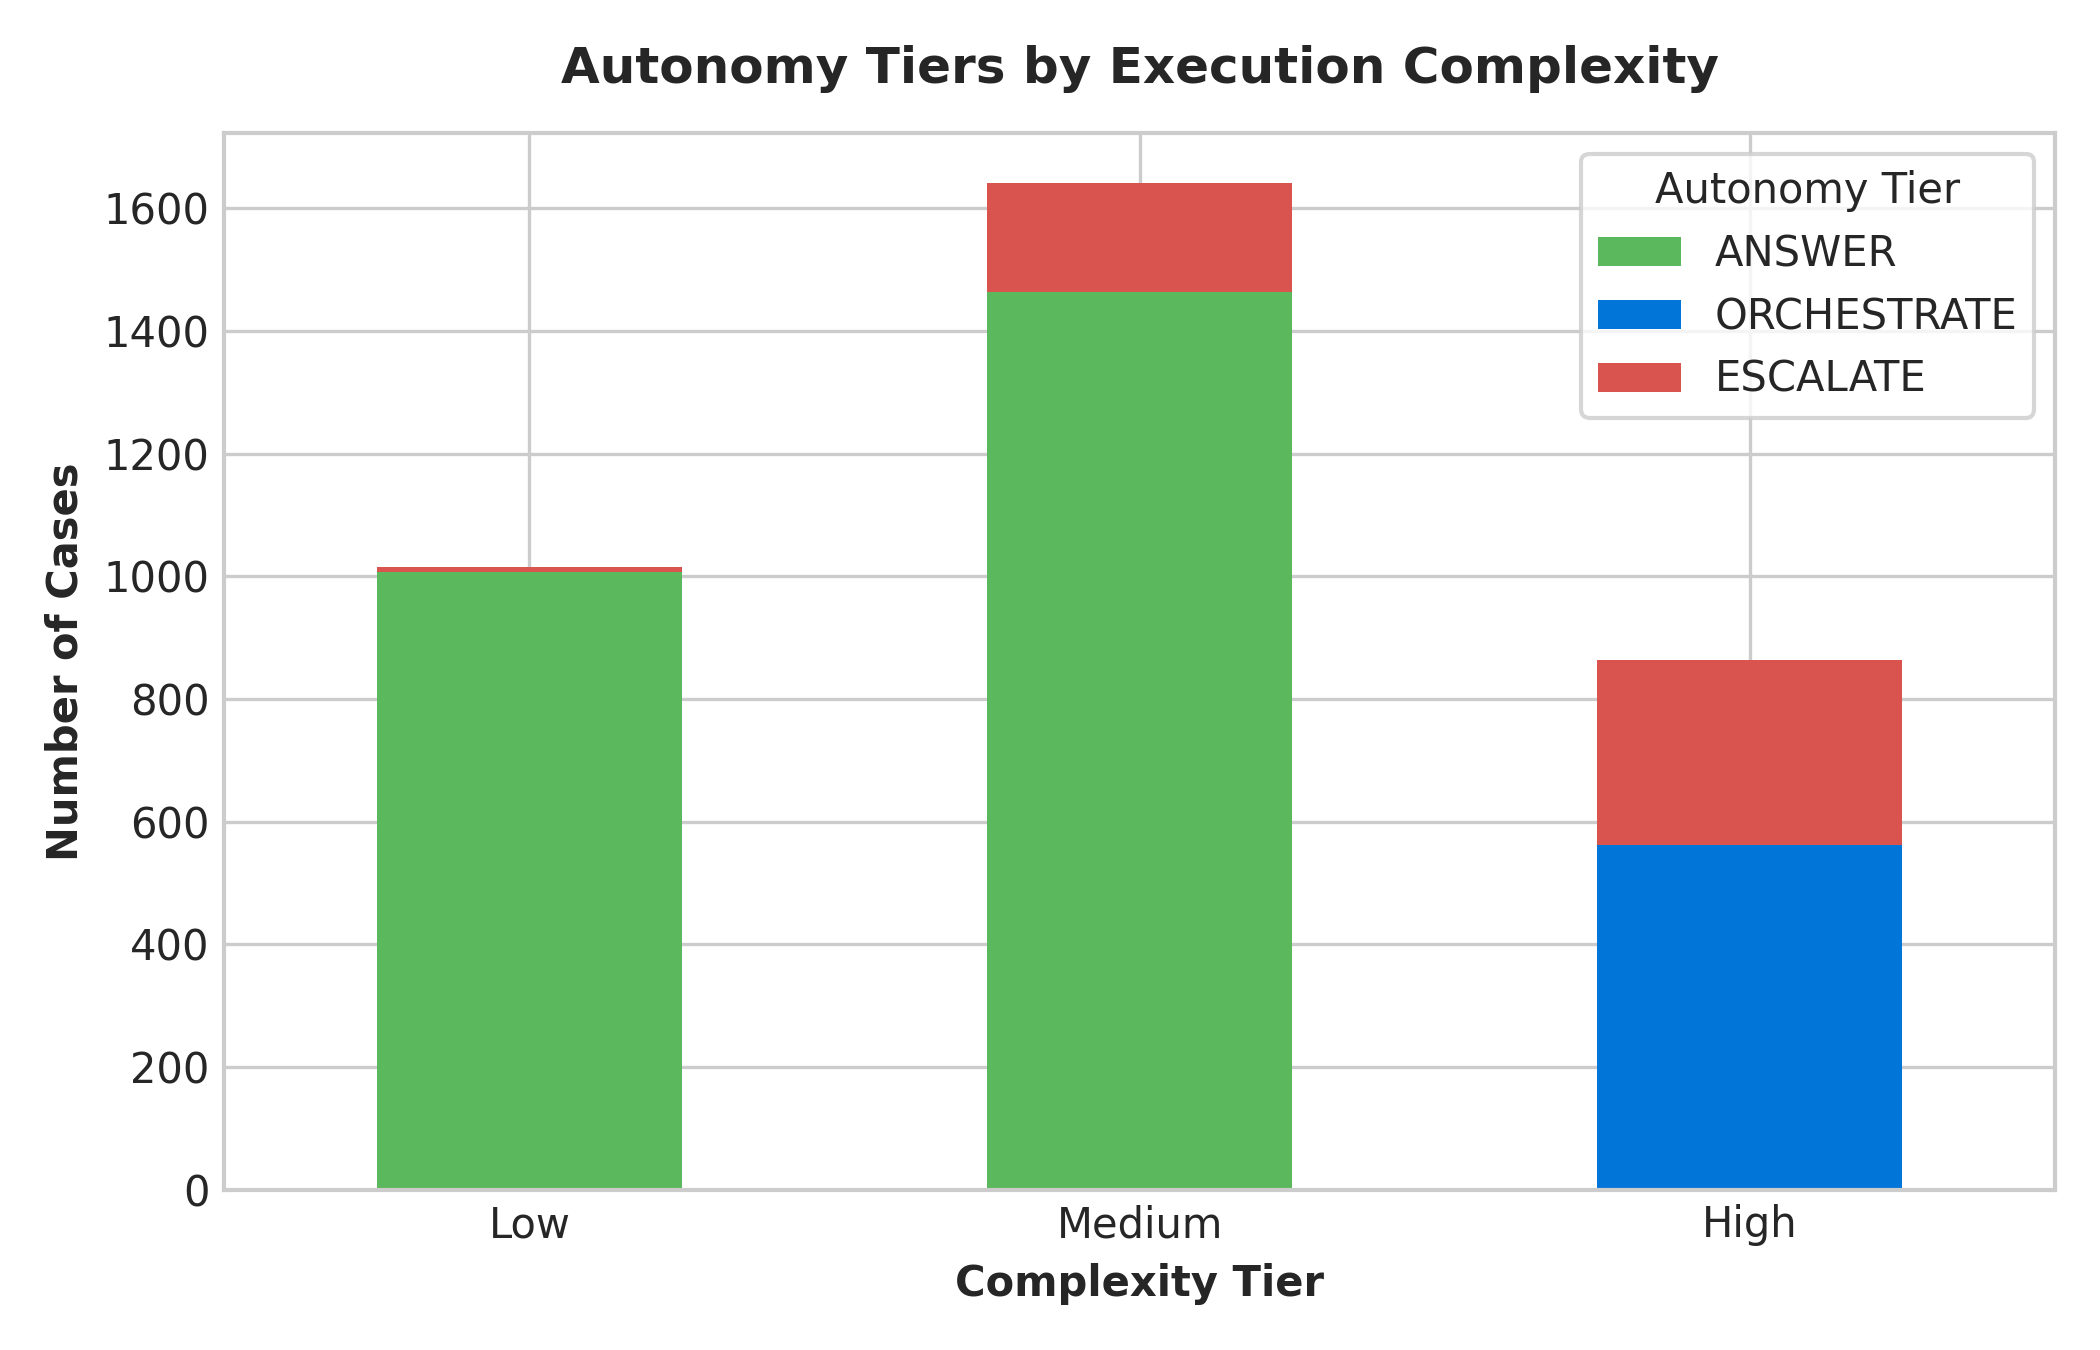 Autonomy Tiers by Execution Complexity
Autonomy Tier
ANSWER
ORCHESTRATE
ESCALATE
Number of Cases
1600
1400
1200
1000
800
600
400
200
0
Low Medium High
Complexity Tier